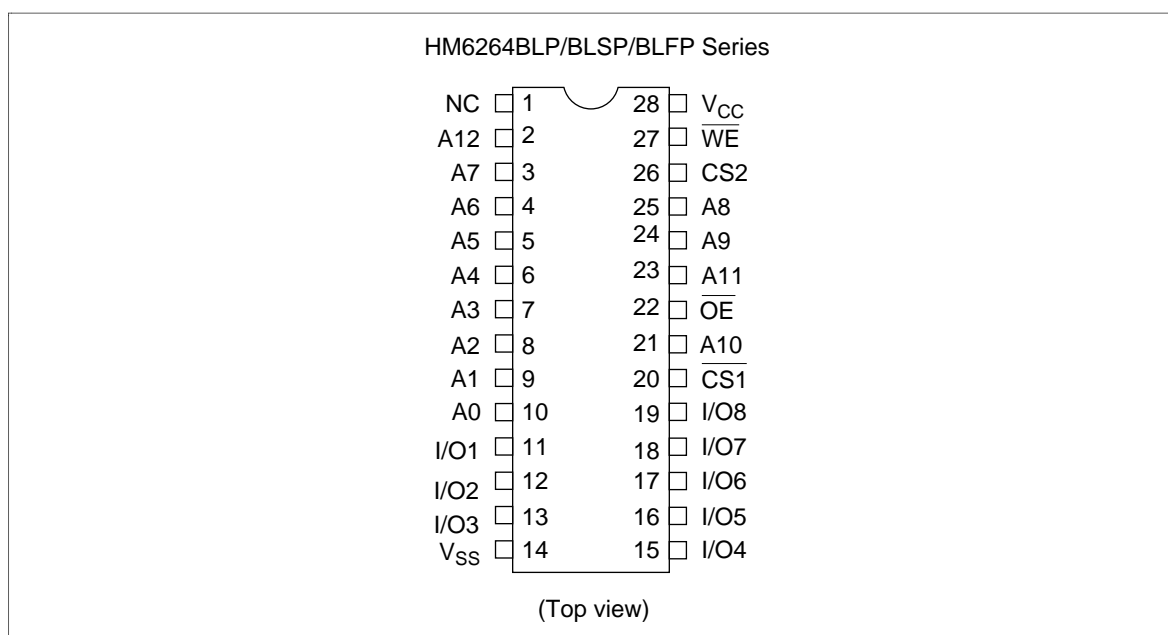 HM6264BLP/BLSP/BLFP Series
NC 1 28 VCC
A12 2 27 WE
A7 3 26 CS2
A6 4 25 A8
A5 5 24 A9
A4 6 23 A11
A3 7 22 OE
A2 8 21 A10
A1 9 20 CS1
A0 10 19 I/O8
I/O1 11 18 I/O7
I/O2 12 17 I/O6
I/O3 13 16 I/O5
VSS 14 15 I/O4
(Top view)